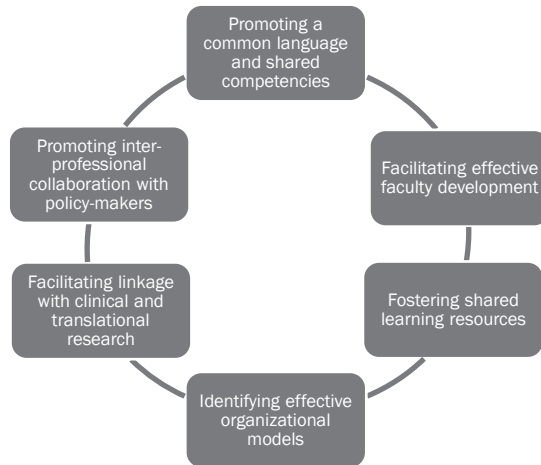 Promoting a
common language
and shared
competencies
Facilitating effective
faculty development
Fostering shared
learning resources
Identifying effective
organizational
models
Facilitating linkage
with clinical and
translational
research
Promoting inter-
professional
collaboration with
policy-makers